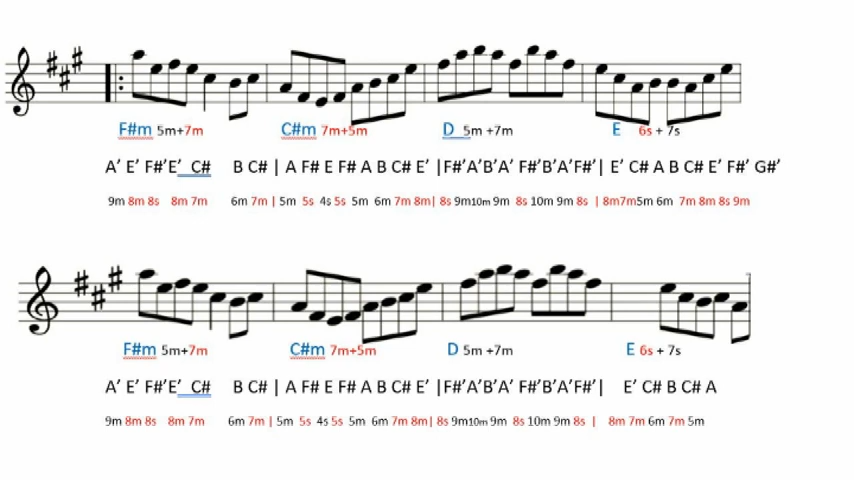 F#m 5m+7m C#m 7m+5m D 5m +7m E 6s + 7s
A’ E’ F#’E’ C# B C# | A F# E F# A B C# E’ |F#’A’B’A’ F#’B’A’F#’| E’ C# A B C# E’ F#’ G#’
9m 8m 8s 8m 7m 6m 7m | 5m 5s 4s 5s 5m 6m 7m 8m| 8s 9m10m 9m 8s 10m 9m 8s | 8m7m5m 6m 7m 8m 8s 9m
F#m 5m+7m C#m 7m+5m D 5m +7m E 6s + 7s
A’ E’ F#’E’ C# B C# | A F# E F# A B C# E’ |F#’A’B’A’ F#’B’A’F#’| E’ C# B C# A
9m 8m 8s 8m 7m 6m 7m | 5m 5s 4s 5s 5m 6m 7m 8m| 8s 9m10m 9m 8s 10m 9m 8s | 8m 7m 6m 7m 5m